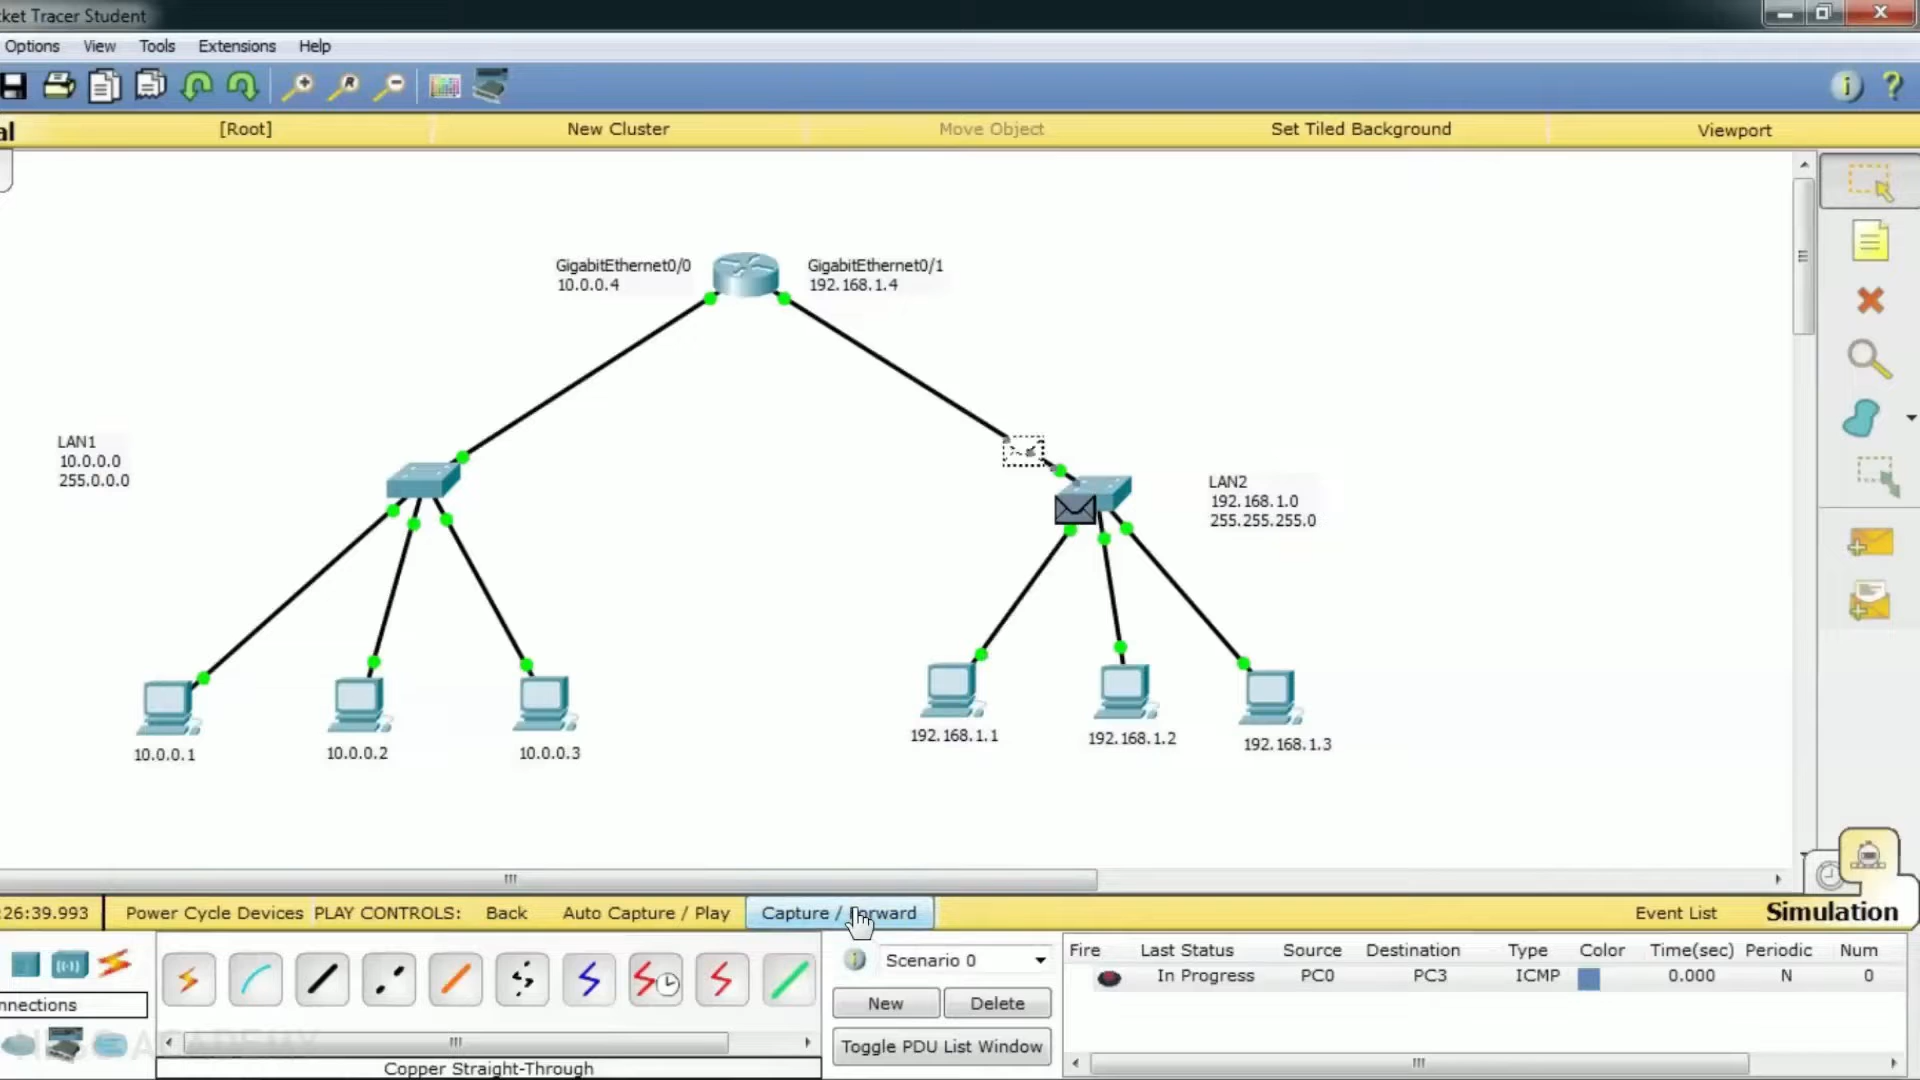 cket Tracer Student
Options View Tools Extensions Help
al [Root] New Cluster Move Object Set Tiled Background Viewport
GigabitEthernet0/0
10.0.0.4
GigabitEthernet0/1
192.168.1.4
LAN1
10.0.0.0
255.0.0.0
LAN2
192.168.1.0
255.255.255.0
10.0.0.1
10.0.0.2
10.0.0.3
192.168.1.1
192.168.1.2
192.168.1.3
:26:39.993 Power Cycle Devices PLAY CONTROLS: Back Auto Capture / Play Capture / Forward Event List Simulation
Fire Last Status Source Destination Type Color Time(sec) Periodic Num
In Progress PC0 PC3 ICMP 0.000 N 0
Scenario 0
New Delete
Toggle PDU List Window
nnections
NESO ACADEMY
Copper Straight-Through